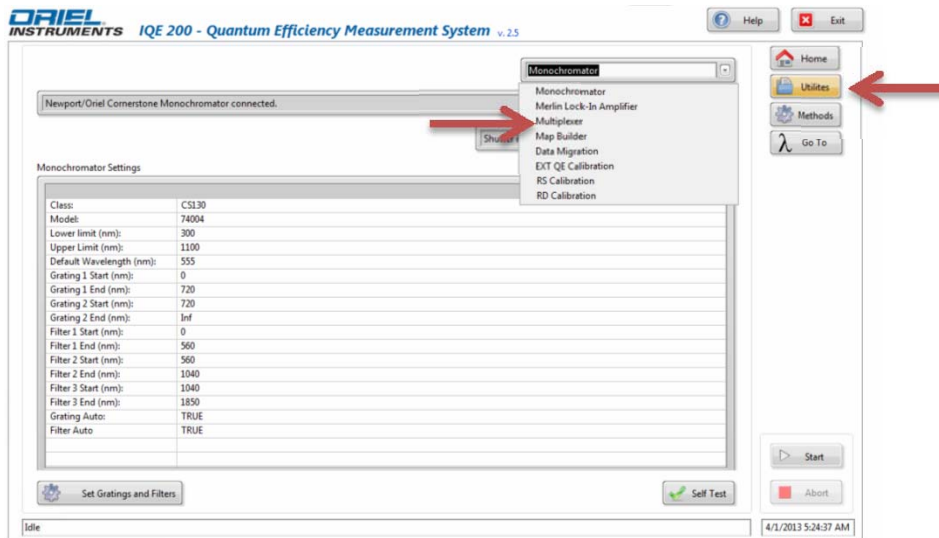 ORIEL
INSTRUMENTS IQE 200 - Quantum Efficiency Measurement System v. 2.5
Help
Exit
Home
Utilites
Methods
λ Go To
Monochromator
Monochromator
Merlin Lock-In Amplifier
Multiplexer
Map Builder
Data Migration
EXT QE Calibration
RS Calibration
RD Calibration
Newport/Oriel Cornerstone Monochromator connected.
Monochromator Settings
Class: CS130
Model: 74004
Lower limit (nm): 300
Upper Limit (nm): 1100
Default Wavelength (nm): 555
Grating 1 Start (nm): 0
Grating 1 End (nm): 720
Grating 2 Start (nm): 720
Grating 2 End (nm): Inf
Filter 1 Start (nm): 0
Filter 1 End (nm): 560
Filter 2 Start (nm): 560
Filter 2 End (nm): 1040
Filter 3 Start (nm): 1040
Filter 3 End (nm): 1850
Grating Auto: TRUE
Filter Auto TRUE
Set Gratings and Filters
Self Test
Start
Abort
Idle
4/1/2013 5:24:37 AM